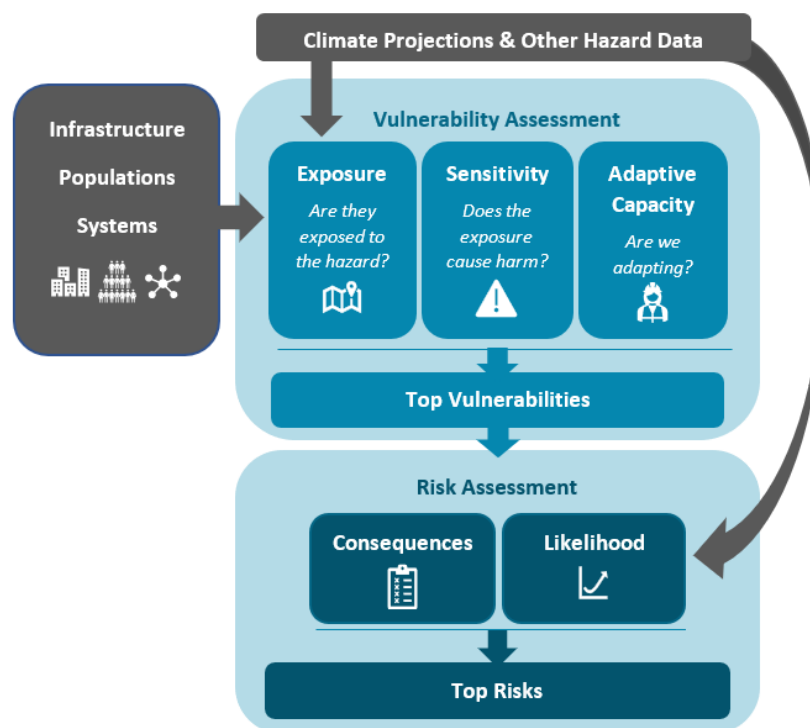 Climate Projections & Other Hazard Data
Infrastructure
Populations
Systems
Vulnerability Assessment
Exposure
Are they
exposed to
the hazard?
Sensitivity
Does the
exposure
cause harm?
Adaptive
Capacity
Are we
adapting?
Top Vulnerabilities
Risk Assessment
Consequences
Likelihood
Top Risks